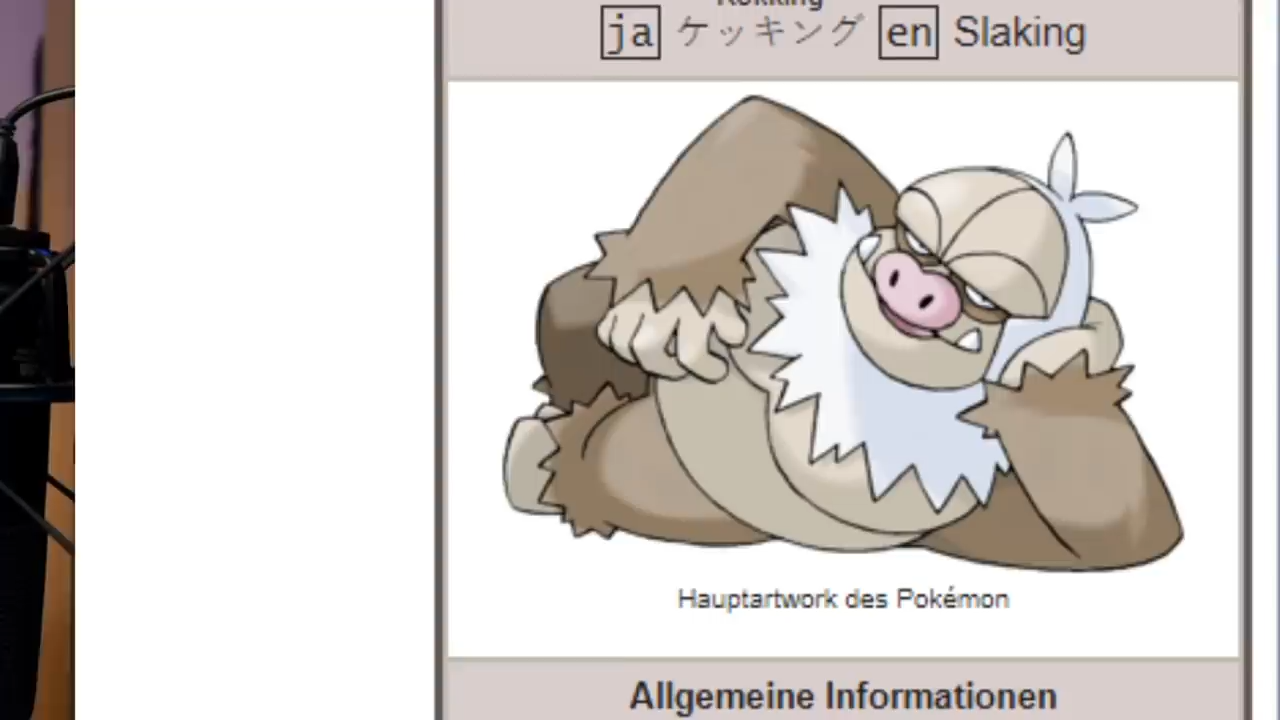 ja ケッキング en Slaking
Hauptartwork des Pokémon
Allgemeine Informationen